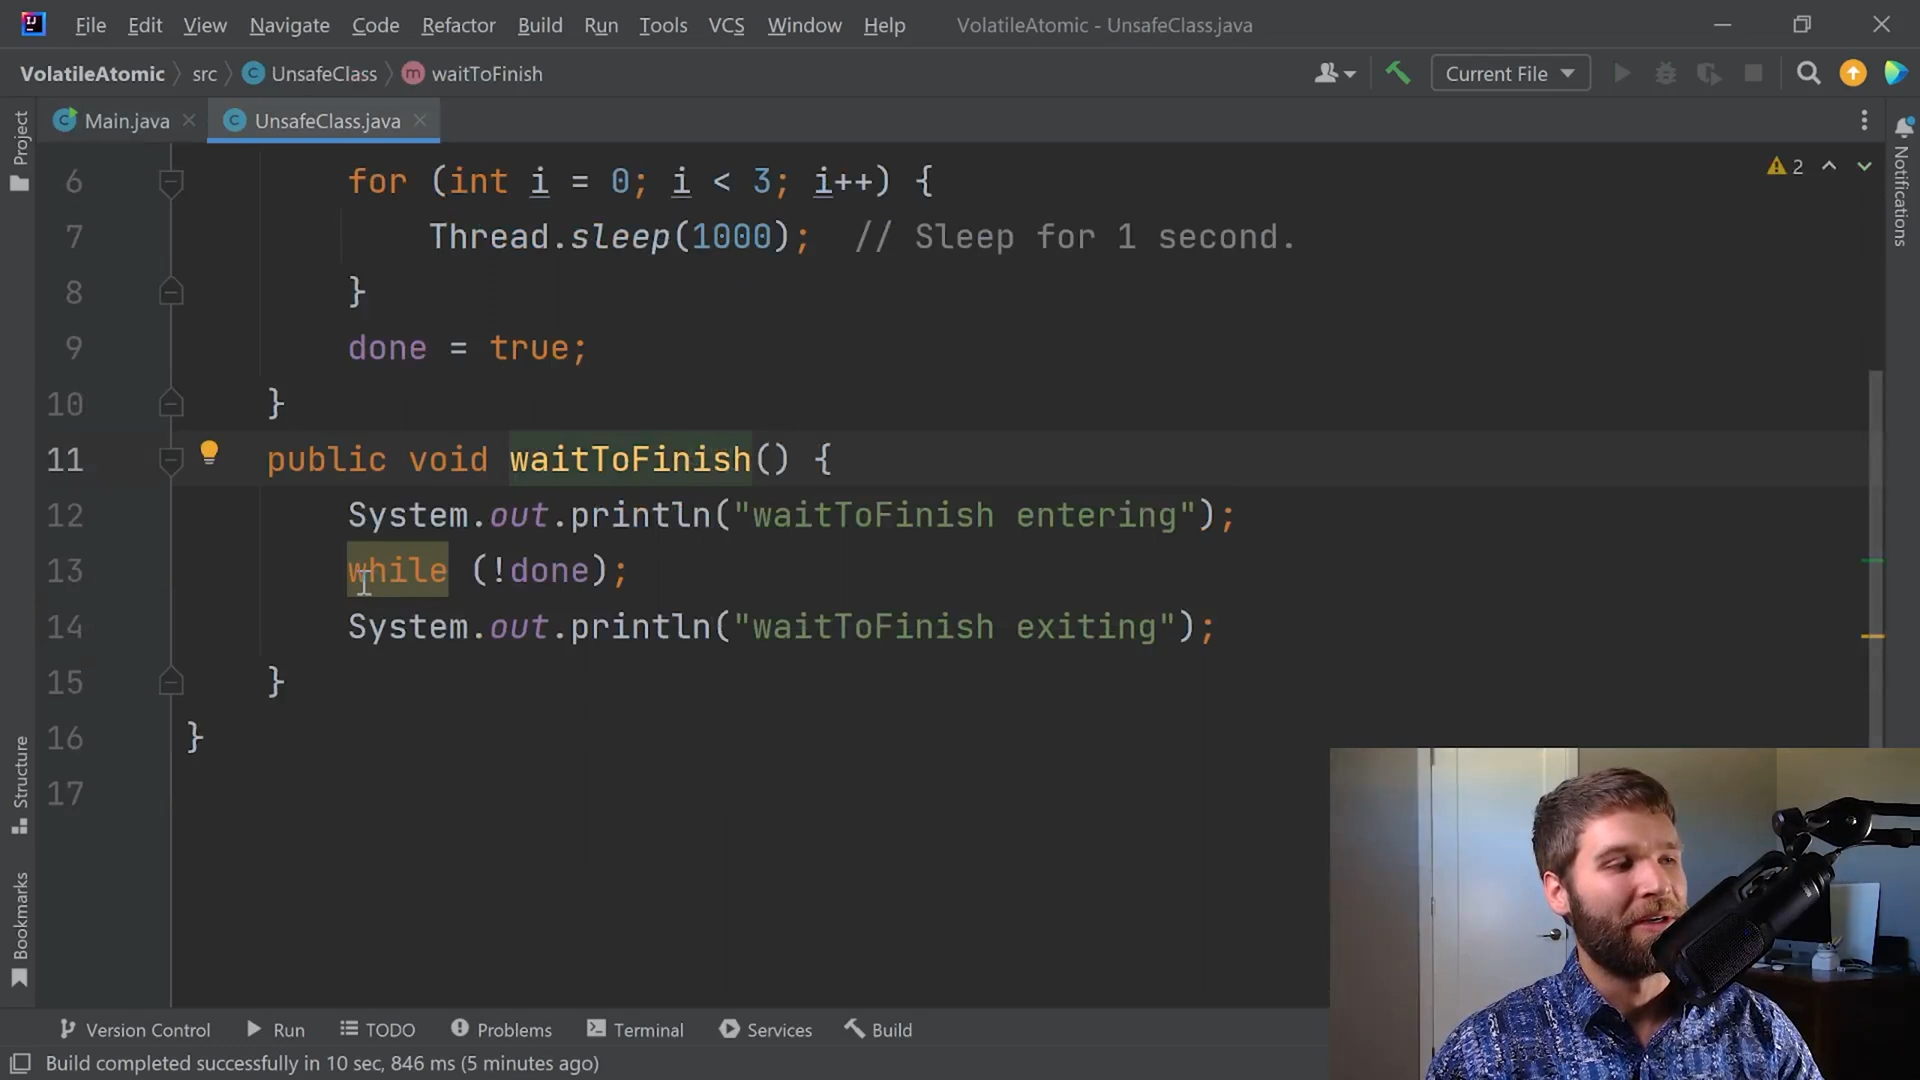 File Edit View Navigate Code Refactor Build Run Tools VCS Window Help VolatileAtomic - UnsafeClass.java
VolatileAtomic src UnsafeClass waitToFinish Current File
Main.java UnsafeClass.java
Project
Notifications
2
6 for (int i = 0; i < 3; i++) {
7 Thread.sleep(1000); // Sleep for 1 second.
8 }
9 done = true;
10 }
11 public void waitToFinish() {
12 System.out.println("waitToFinish entering");
13 while (!done);
14 System.out.println("waitToFinish exiting");
15 }
16 }
17
Structure
Bookmarks
Version Control Run TODO Problems Terminal Services Build
Build completed successfully in 10 sec, 846 ms (5 minutes ago)